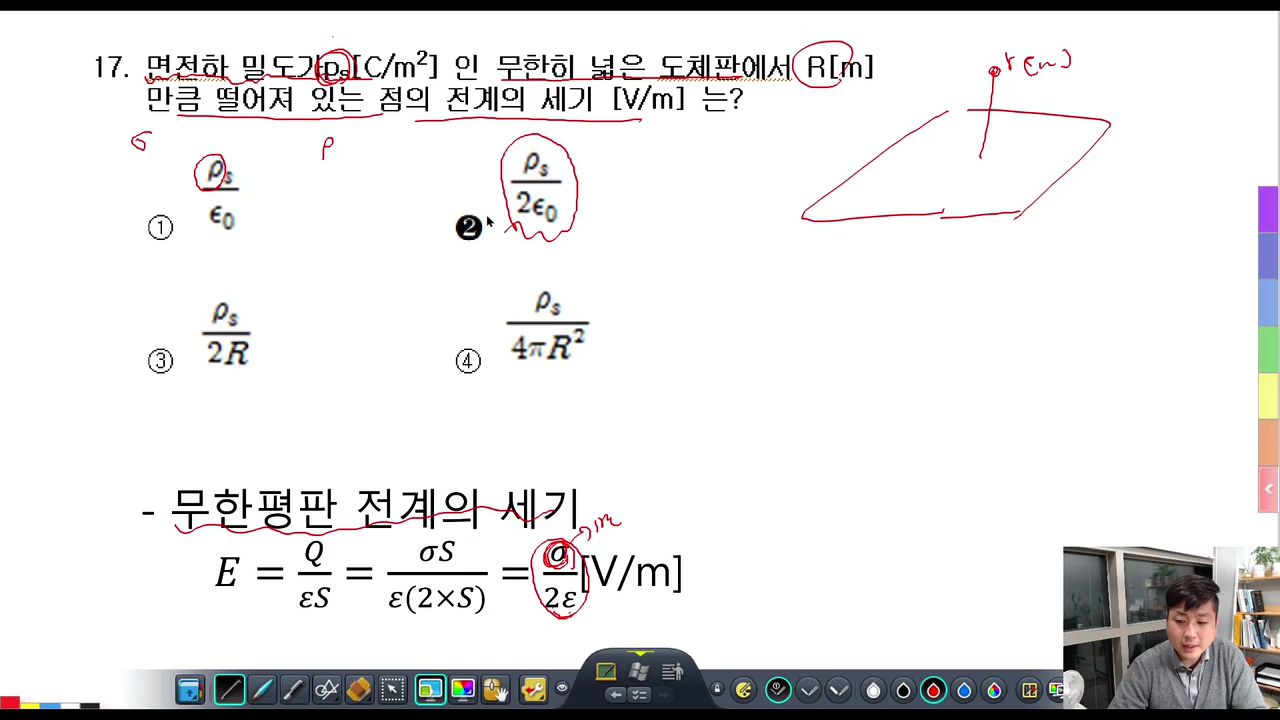 17. 면전하 밀도가 ρs[C/m²] 인 무한히 넓은 도체판에서 R[m]
만큼 떨어져 있는 점의 전계의 세기 [V/m] 는?
r[m]
σ ρ
① ρs/ϵ0
❷ ρs/2ϵ0
③ ρs/2R
④ ρs/4πR²
- 무한평판 전계의 세기
E = Q/εS = σS/ε(2×S) = σ/2ε [V/m]